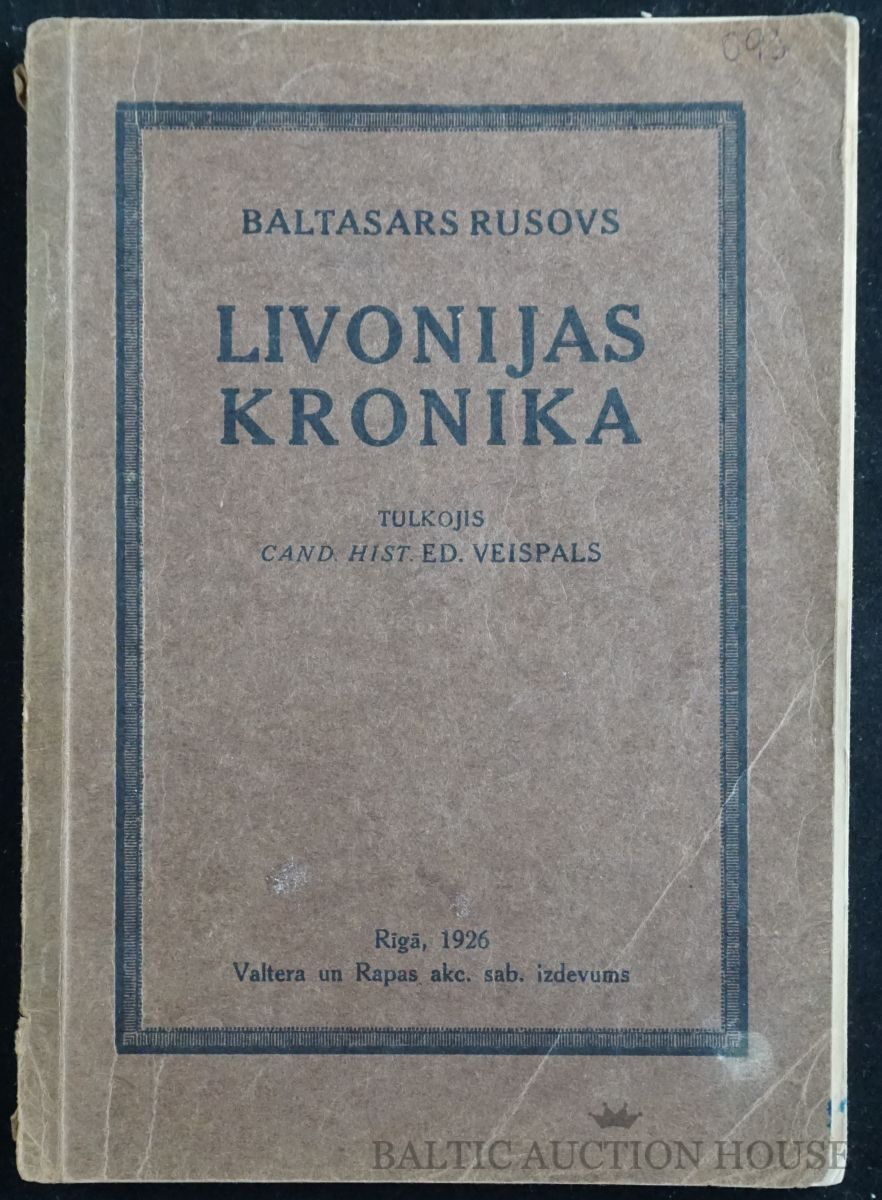 093
BALTASARS RUSOVS
LIVONIJAS
KRONIKA
TULKOJIS
CAND. HIST. ED. VEISPALS
Rīgā, 1926
Valtera un Rapas akc. sab. izdevums
BALTIC AUCTION HOUSE